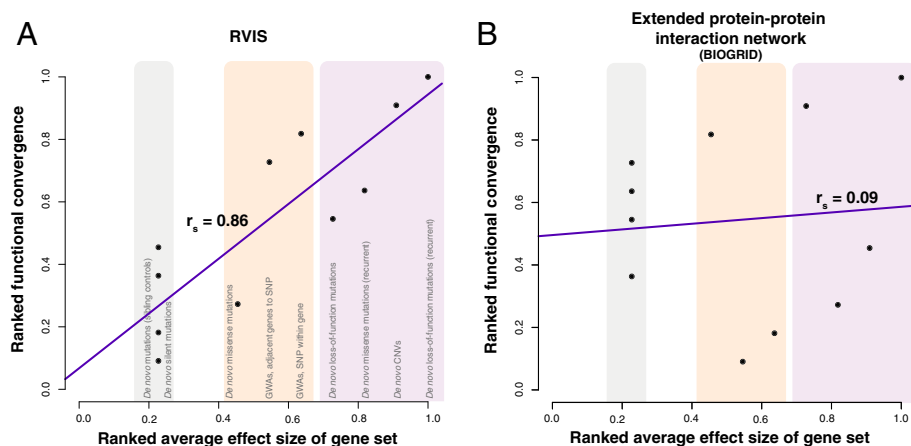 A
RVIS
Ranked functional convergence
1.0
0.8
0.6
0.4
0.2
0.0
rs = 0.86
De novo mutations (sibling controls)
De novo silent mutations
De novo missense mutations
GWAs, adjacent genes to SNP
GWAs, SNP within gene
De novo loss-of-function mutations
De novo missense mutations (recurrent)
De novo CNVs
De novo loss-of-function mutations (recurrent)
0.0 0.2 0.4 0.6 0.8 1.0
Ranked average effect size of gene set
B
Extended protein-protein
interaction network
(BIOGRID)
Ranked functional convergence
1.0
0.8
0.6
0.4
0.2
0.0
rs = 0.09
0.0 0.2 0.4 0.6 0.8 1.0
Ranked average effect size of gene set